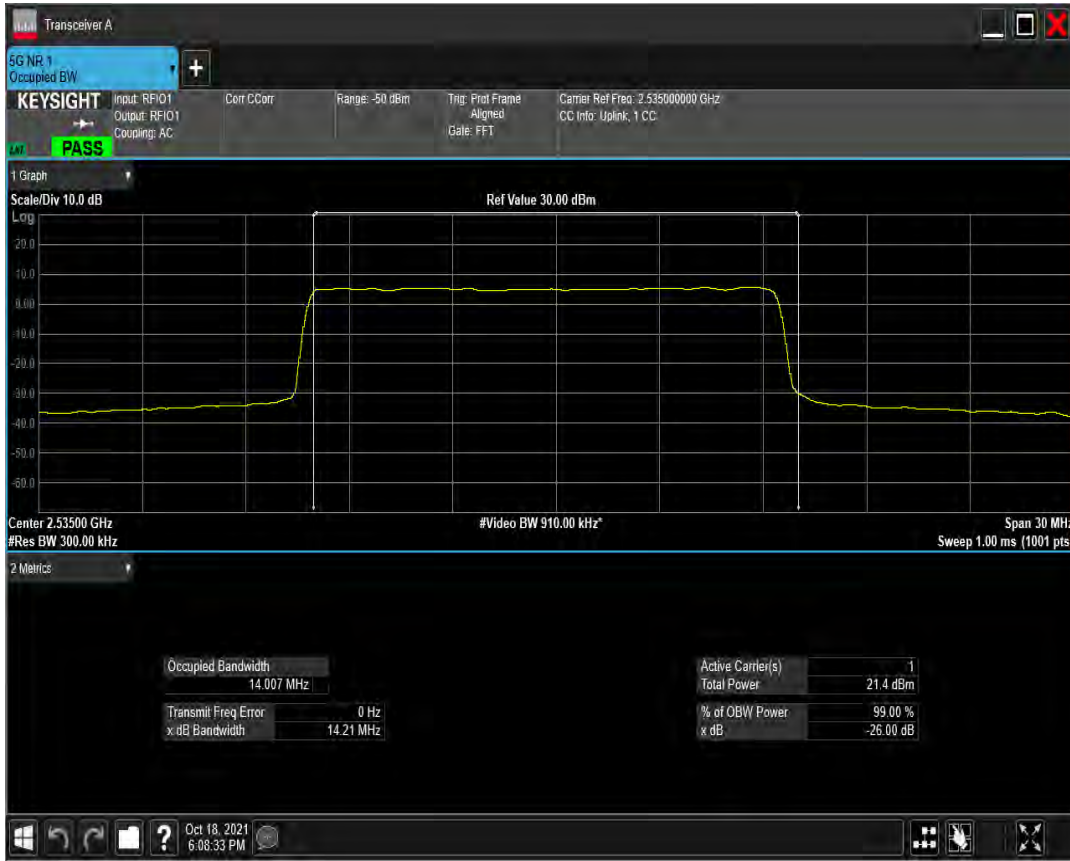 Transceiver A
5G NR 1
Occupied BW
+
KEYSIGHT
Input: RFIO1
Output: RFIO1
Coupling: AC
PASS
Corr CCorr
Range: -50 dBm
Trig: Prot Frame
Aligned
Gate: FFT
Carrier Ref Freq: 2.535000000 GHz
CC Info: Uplink, 1 CC
1 Graph
Scale/Div 10.0 dB
Ref Value 30.00 dBm
Log
20.0
10.0
0.00
-10.0
-20.0
-30.0
-40.0
-50.0
-60.0
Center 2.53500 GHz
#Video BW 910.00 kHz*
Span 30 MHz
#Res BW 300.00 kHz
Sweep 1.00 ms (1001 pts
2 Metrics
Occupied Bandwidth
14.007 MHz
Transmit Freq Error 0 Hz
x dB Bandwidth 14.21 MHz
Active Carrier(s) 1
Total Power 21.4 dBm
% of OBW Power 99.00 %
x dB -26.00 dB
?
Oct 18, 2021
6:08:33 PM